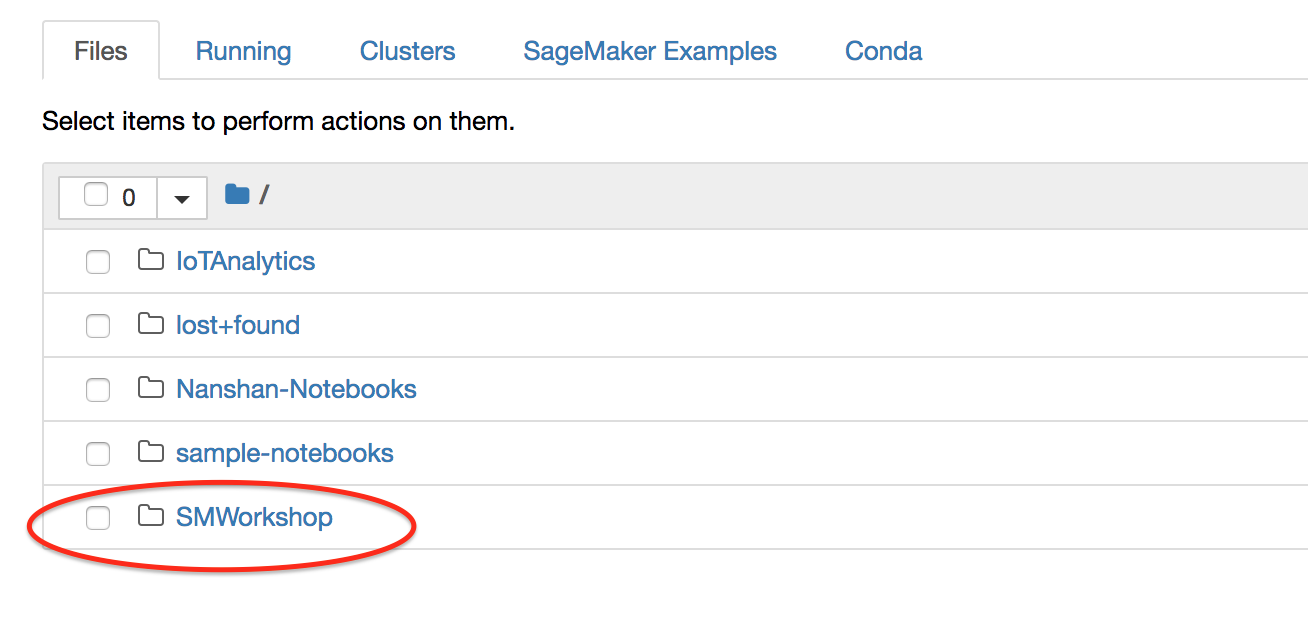 Files Running Clusters SageMaker Examples Conda
Select items to perform actions on them.
0 /
IoTAnalytics
lost+found
Nanshan-Notebooks
sample-notebooks
SMWorkshop